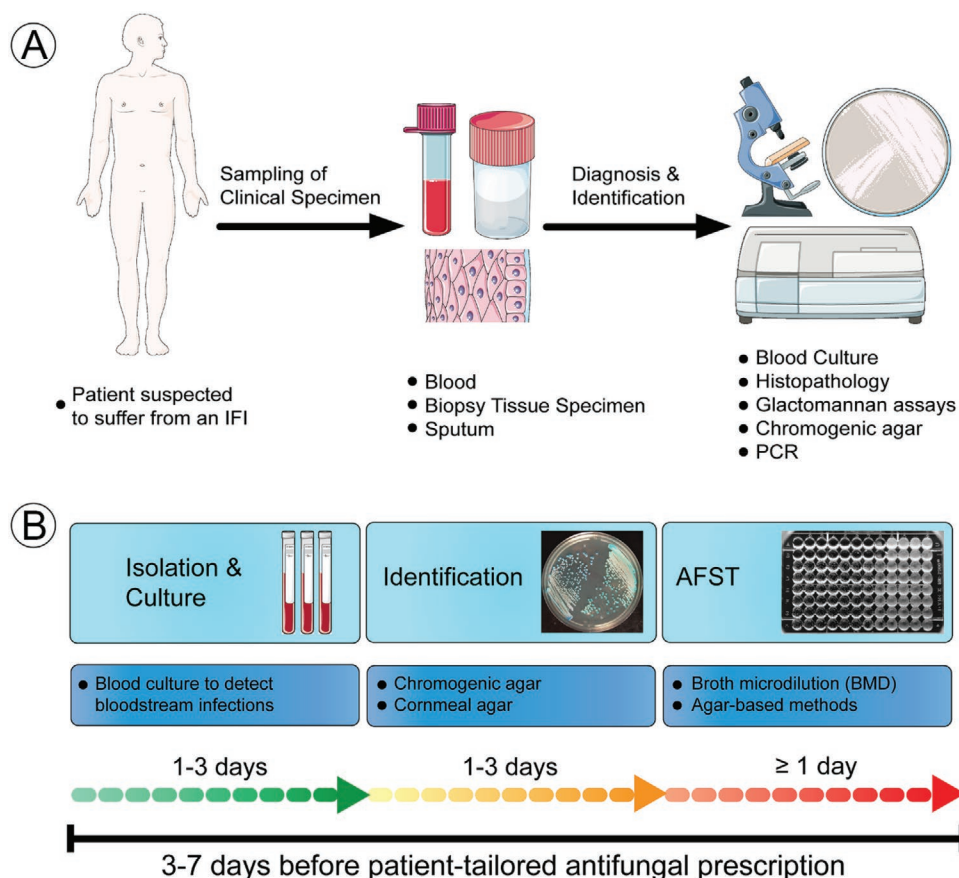 A
Sampling of
Clinical Specimen
Diagnosis &
Identification
● Patient suspected
to suffer from an IFI
● Blood
● Biopsy Tissue Specimen
● Sputum
● Blood Culture
● Histopathology
● Glactomannan assays
● Chromogenic agar
● PCR
B
Isolation &
Culture
Identification
AFST
● Blood culture to detect
bloodstream infections
● Chromogenic agar
● Cornmeal agar
● Broth microdilution (BMD)
● Agar-based methods
1-3 days
1-3 days
≥ 1 day
3-7 days before patient-tailored antifungal prescription